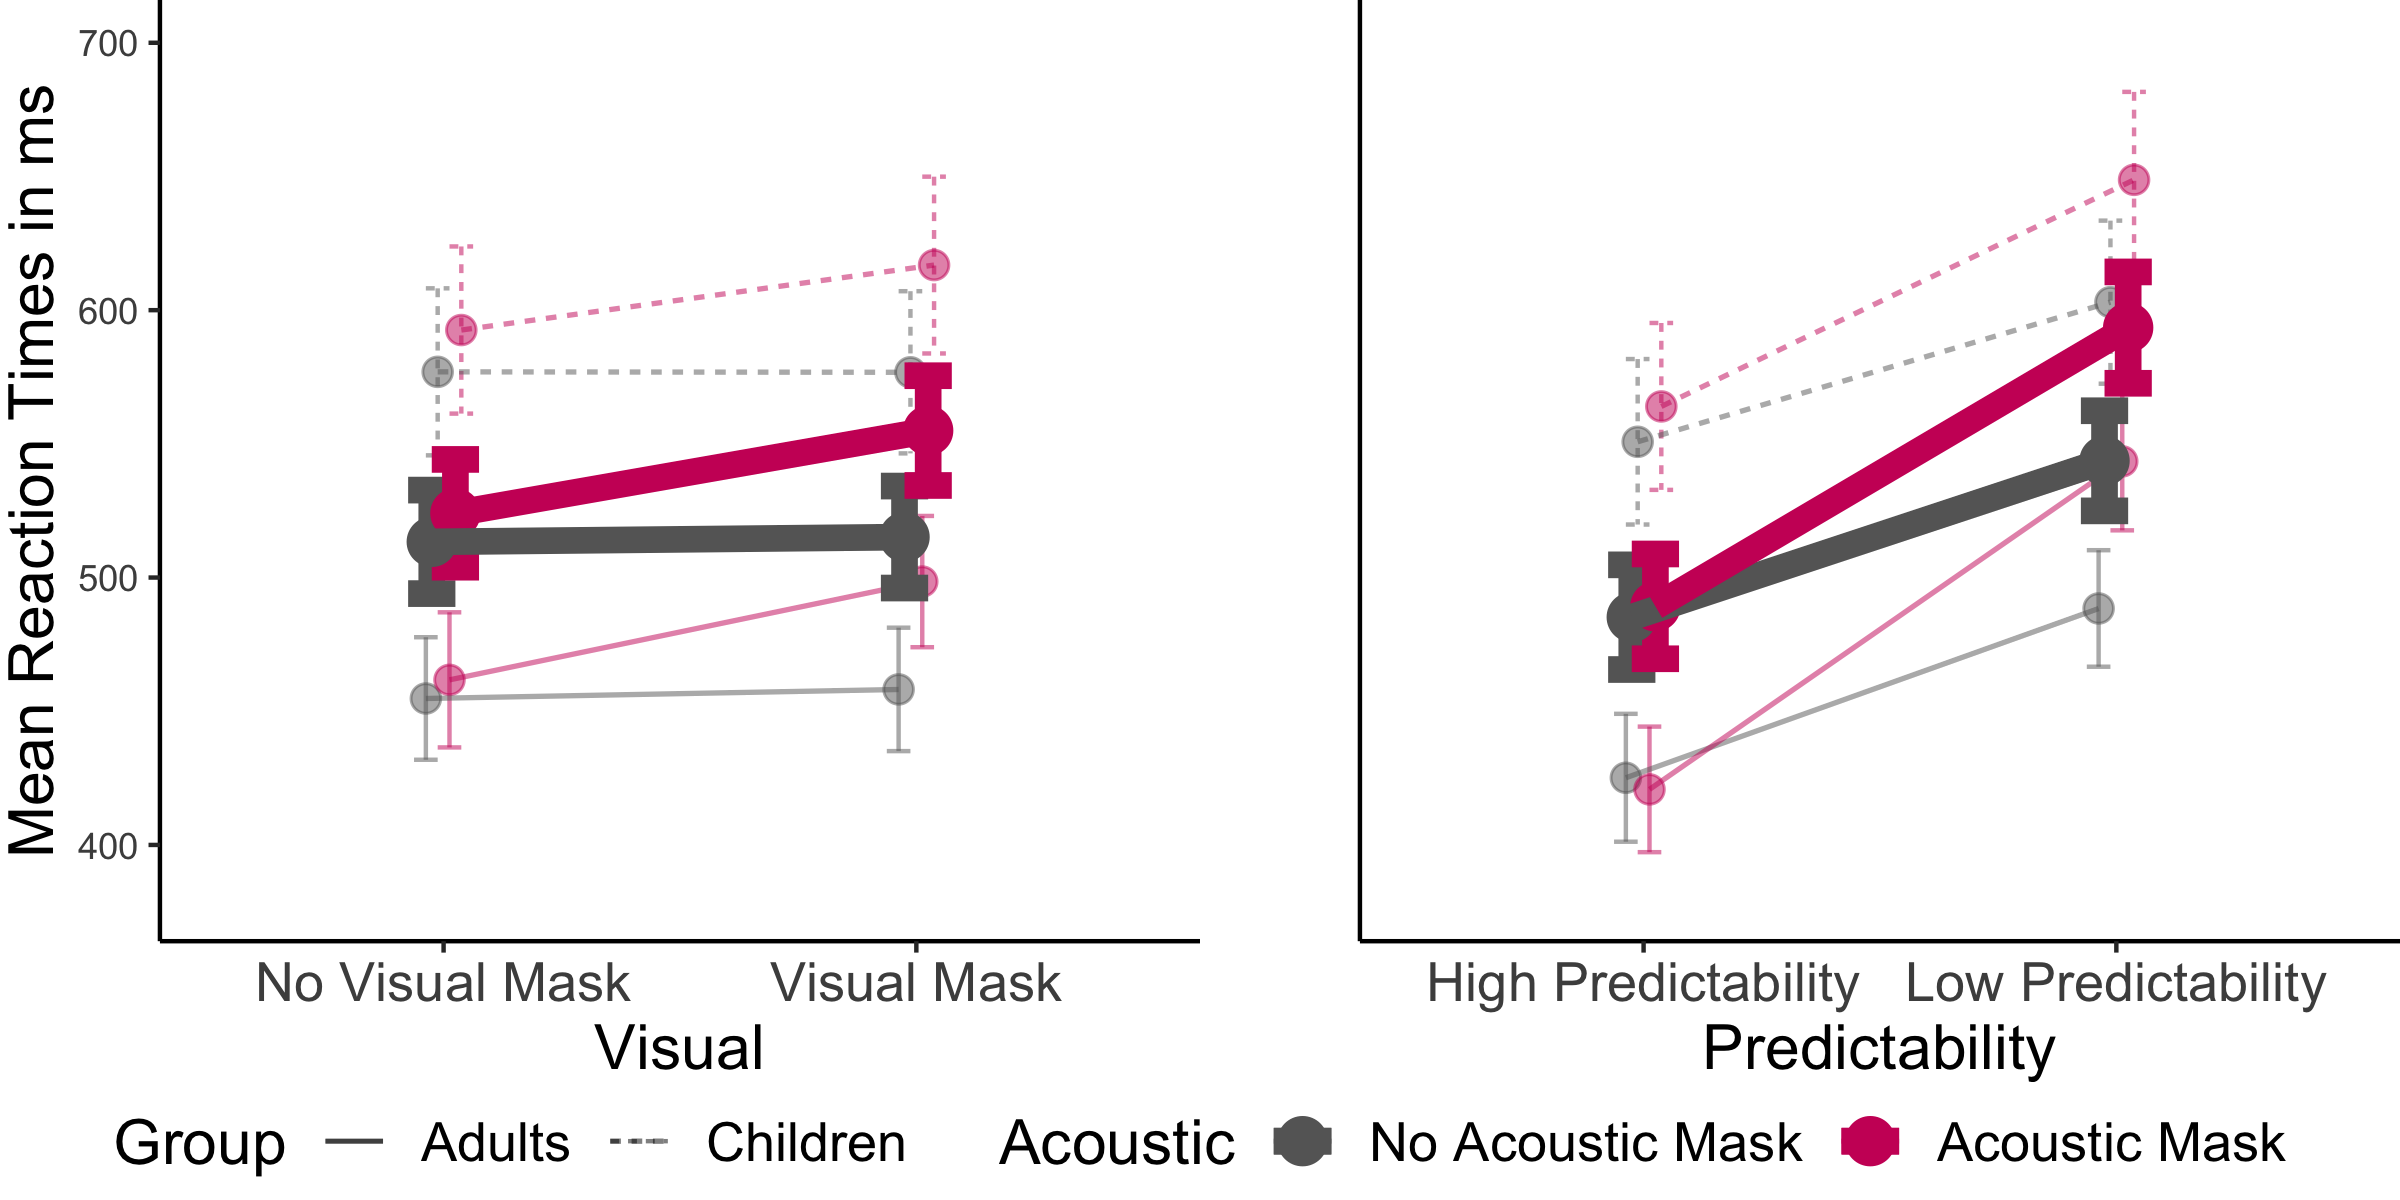 Mean Reaction Times in ms
700
600
500
400
No Visual Mask Visual Mask
Visual
High Predictability Low Predictability
Predictability
Group Adults Children Acoustic No Acoustic Mask Acoustic Mask